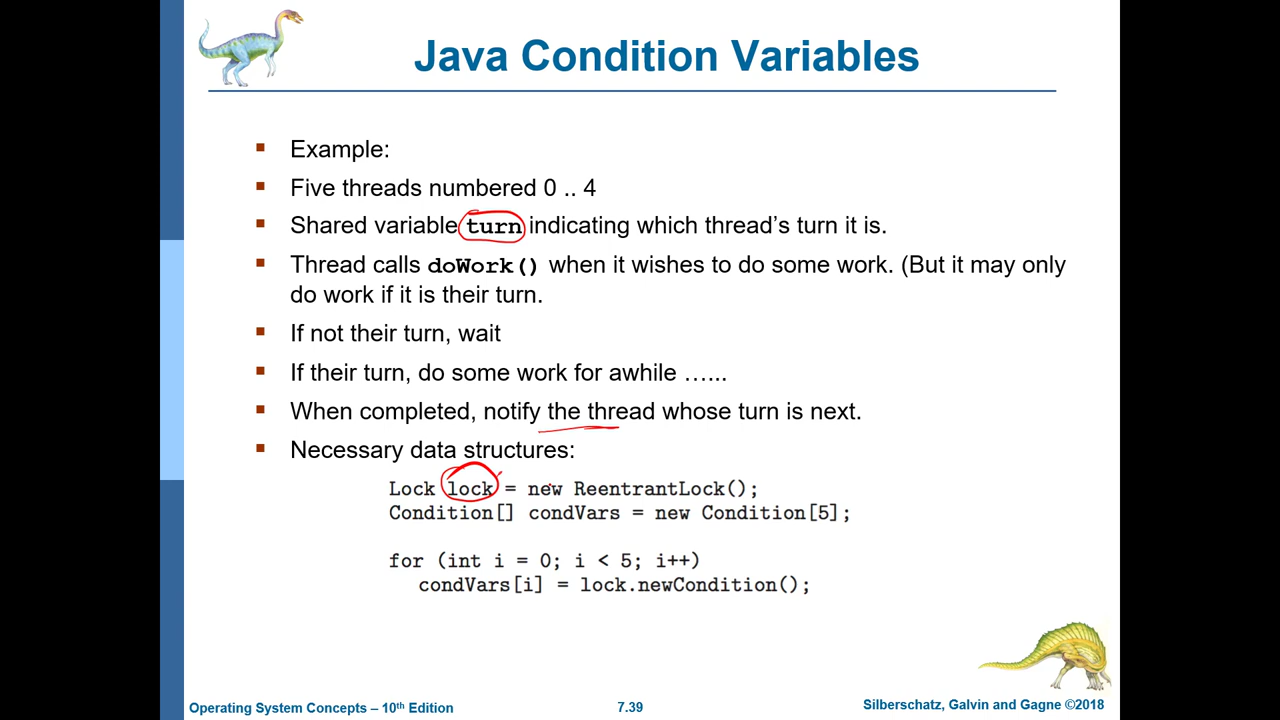 Java Condition Variables
Example:
Five threads numbered 0 .. 4
Shared variable turn indicating which thread's turn it is.
Thread calls doWork() when it wishes to do some work. (But it may only
do work if it is their turn.
If not their turn, wait
If their turn, do some work for awhile …...
When completed, notify the thread whose turn is next.
Necessary data structures:
Lock lock = new ReentrantLock();
Condition[] condVars = new Condition[5];
for (int i = 0; i < 5; i++)
condVars[i] = lock.newCondition();
Operating System Concepts – 10th Edition
7.39
Silberschatz, Galvin and Gagne ©2018